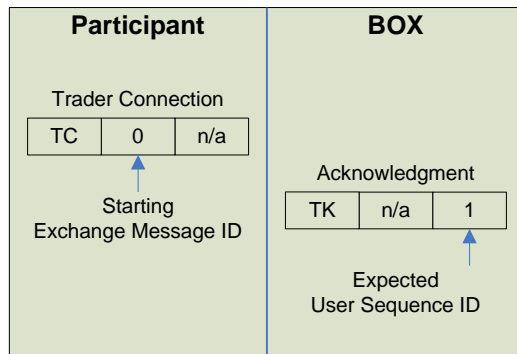 Participant
BOX
Trader Connection
TC 0 n/a
Starting
Exchange Message ID
Acknowledgment
TK n/a 1
Expected
User Sequence ID